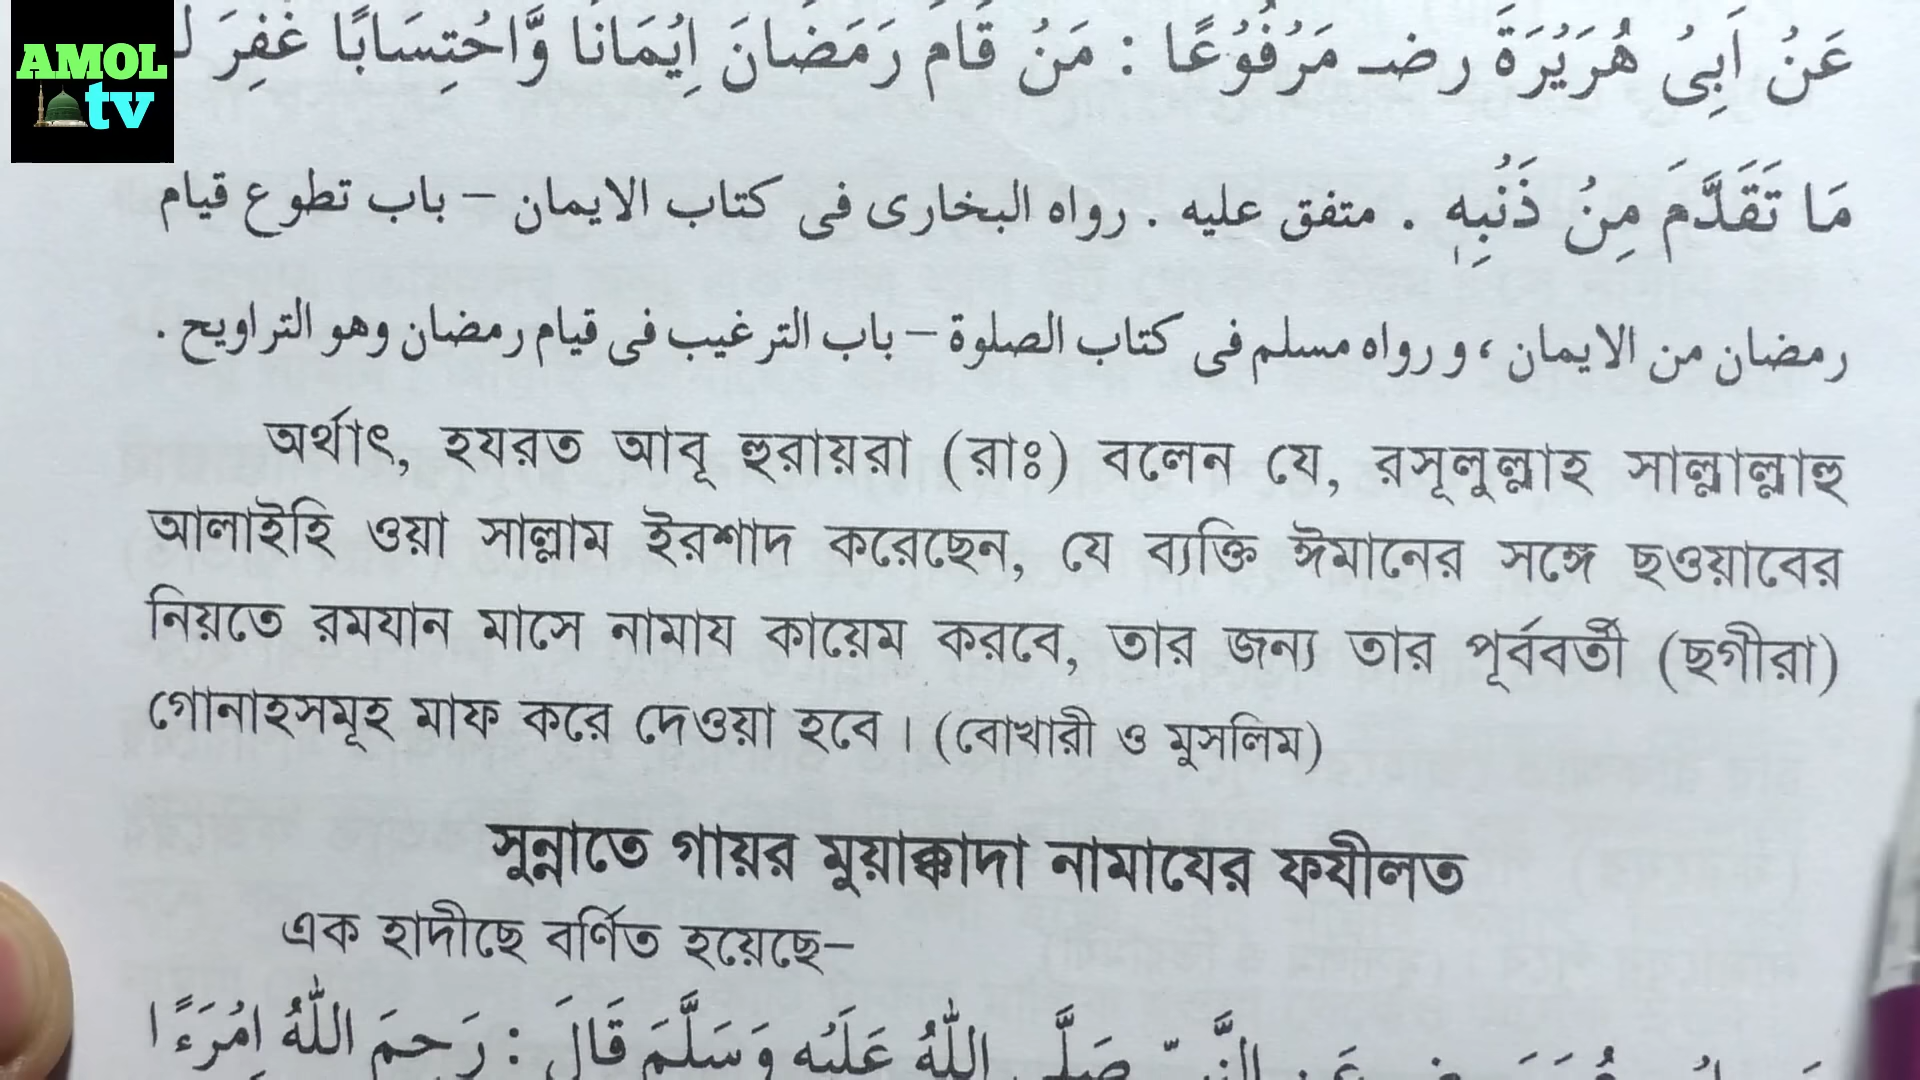 AMOL
tv
عَنْ اَبِىْ هُرَيْرَةَ رضـ مَرْفُوْعًا : مَنْ قَامَ رَمَضَانَ اِيْمَانًا وَّاحْتِسَابًا غُفِرَ لَ
مَا تَقَدَّمَ مِنْ ذَنْبِهٖ . متفق عليه . رواه البخارى فى كتاب الايمان – باب تطوع قيام
رمضان من الايمان ، و رواه مسلم فى كتاب الصلوة – باب الترغيب فى قيام رمضان وهو التراويح .
অর্থাৎ, হযরত আবূ হুরায়রা (রাঃ) বলেন যে, রসূলুল্লাহ সাল্লাল্লাহু
আলাইহি ওয়া সাল্লাম ইরশাদ করেছেন, যে ব্যক্তি ঈমানের সঙ্গে ছওয়াবের
নিয়তে রমযান মাসে নামায কায়েম করবে, তার জন্য তার পূর্ববর্তী (ছগীরা)
গোনাহসমূহ মাফ করে দেওয়া হবে। (বোখারী ও মুসলিম)
সুন্নাতে গায়র মুয়াক্কাদা নামাযের ফযীলত
এক হাদীছে বর্ণিত হয়েছে–
صَلَّى اللّٰهُ عَلَيْهِ وَسَلَّمَ قَالَ : رَحِمَ اللّٰهُ اِمْرَءًا